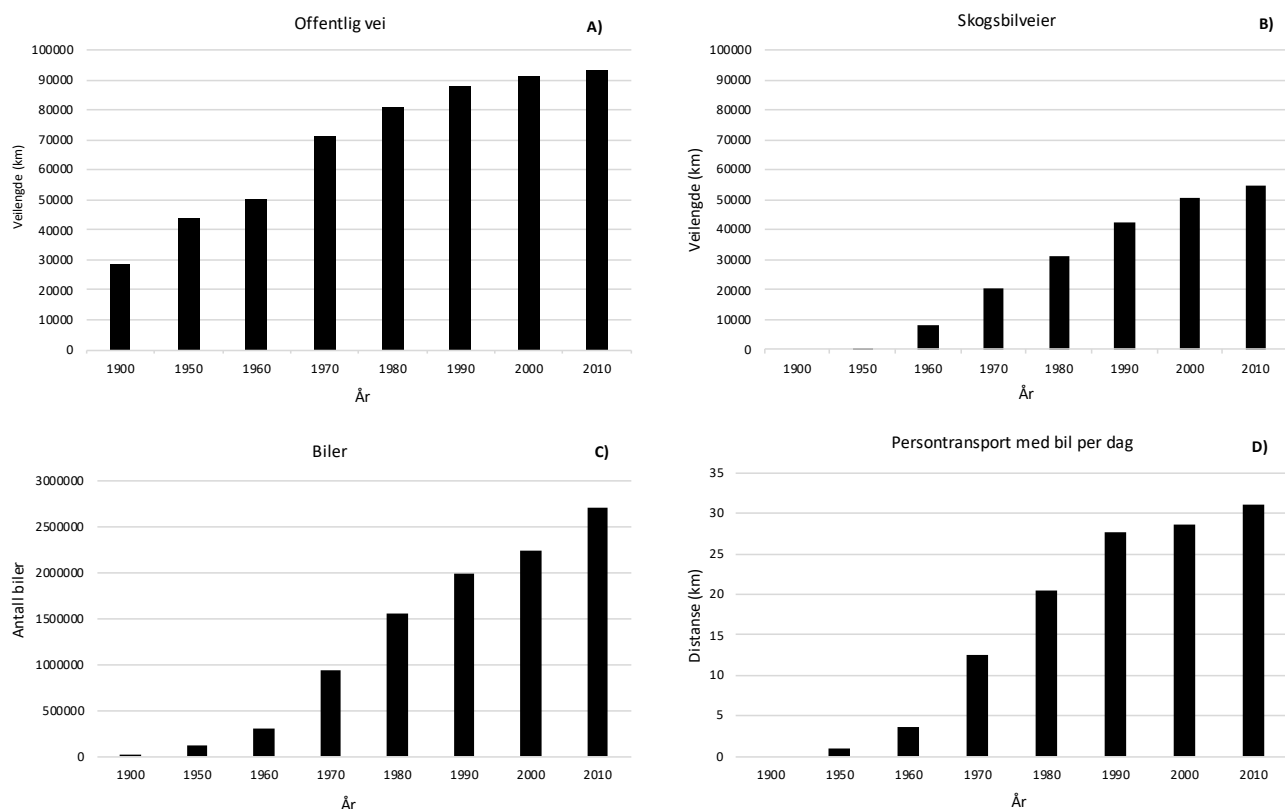 Offentlig vei
A)
Veilengde (km)
100000
90000
80000
70000
60000
50000
40000
30000
20000
10000
0
1900 1950 1960 1970 1980 1990 2000 2010
År
Skogsbilveier
B)
Veilengde (km)
100000
90000
80000
70000
60000
50000
40000
30000
20000
10000
0
1900 1950 1960 1970 1980 1990 2000 2010
År
Biler
C)
Antall biler
3000000
2500000
2000000
1500000
1000000
500000
0
1900 1950 1960 1970 1980 1990 2000 2010
År
Persontransport med bil per dag
D)
Distanse (km)
35
30
25
20
15
10
5
0
1900 1950 1960 1970 1980 1990 2000 2010
År